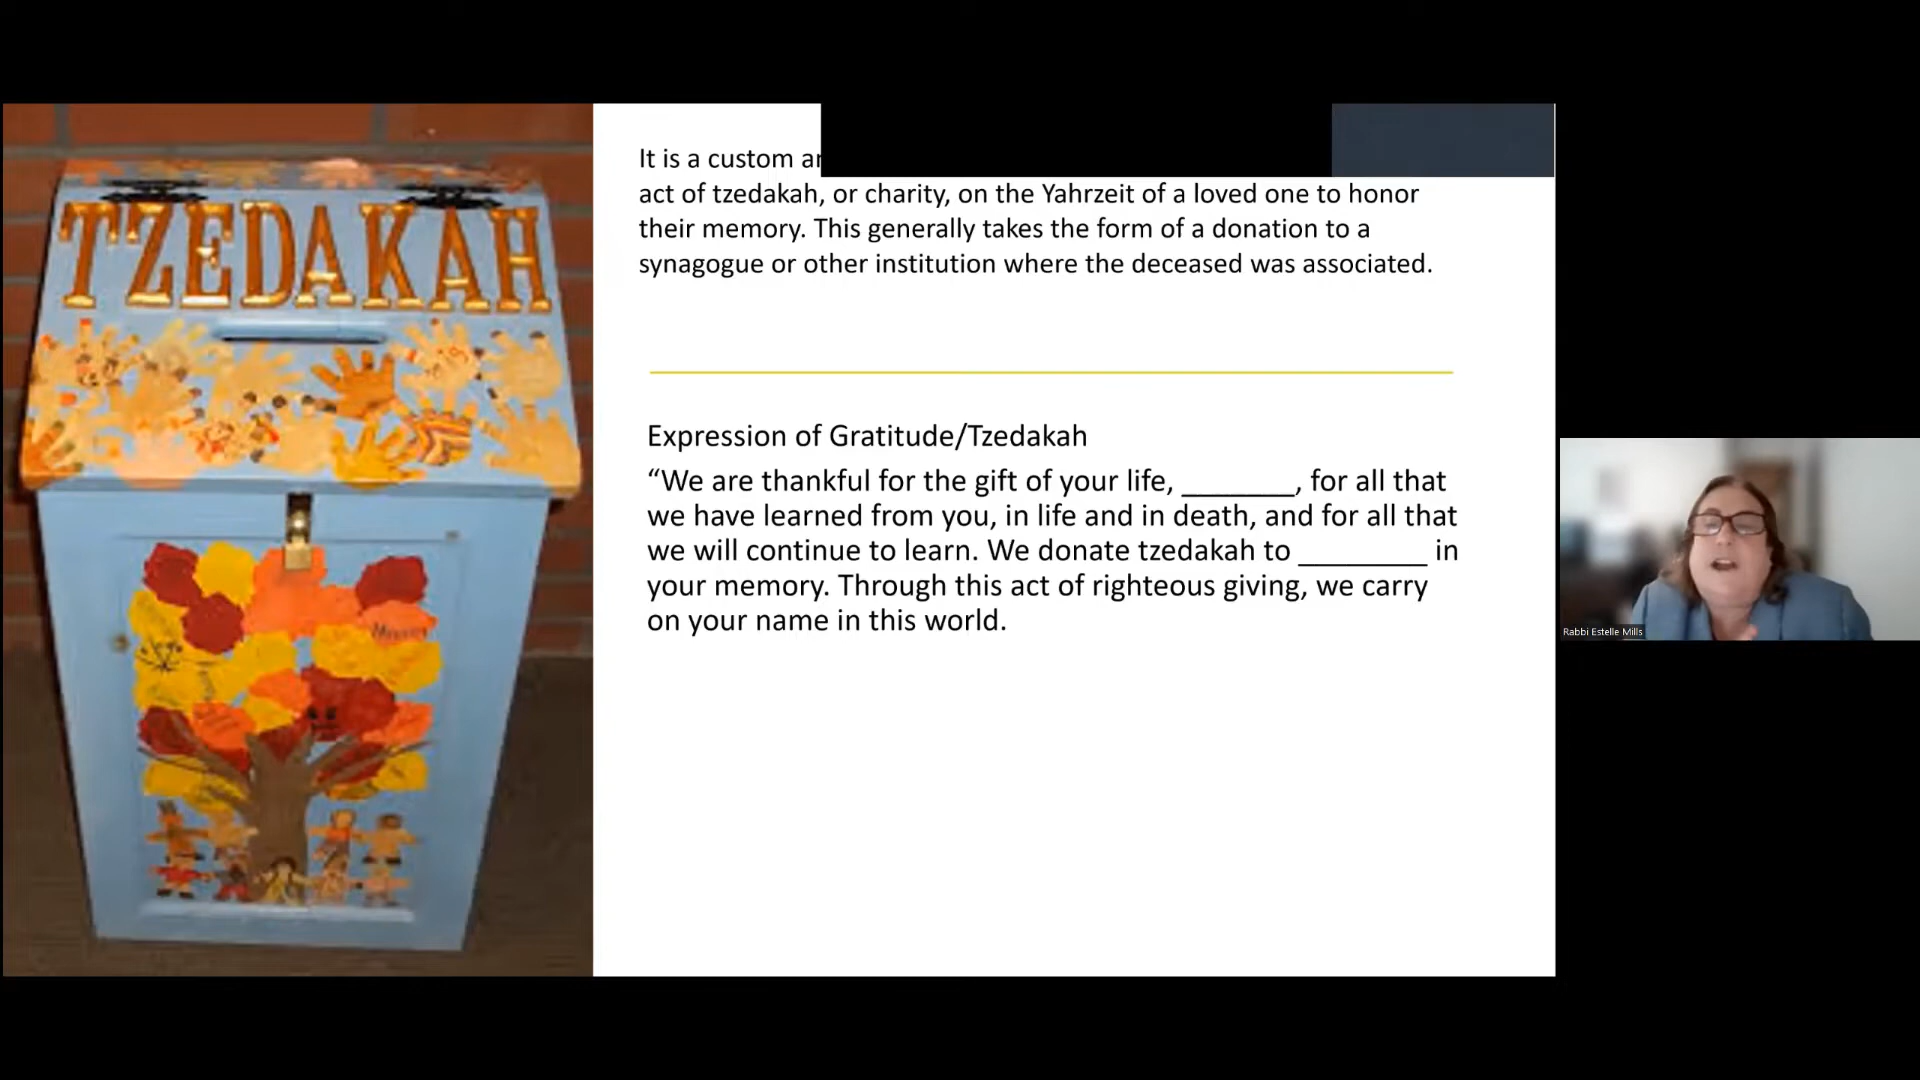 TZEDAKAH
It is a custom
act of tzedakah, or charity, on the Yahrzeit of a loved one to honor
their memory. This generally takes the form of a donation to a
synagogue or other institution where the deceased was associated.
Expression of Gratitude/Tzedakah
“We are thankful for the gift of your life, ________, for all that
we have learned from you, in life and in death, and for all that
we will continue to learn. We donate tzedakah to _________ in
your memory. Through this act of righteous giving, we carry
on your name in this world.
Rabbi Estelle Mills